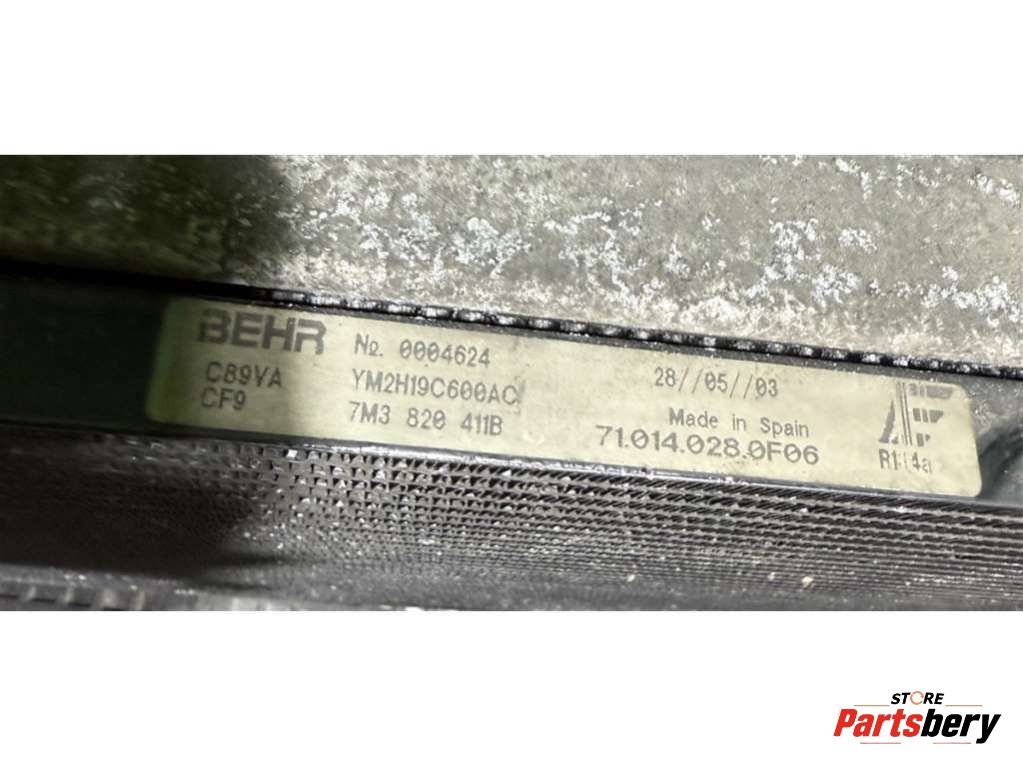 BEHR
№. 0004624
C89VA
YM2H19C600AC
28//05//03
CF9
7M3 820 411B
Made in Spain
71.014.028.0F06
STORE
Partsbery